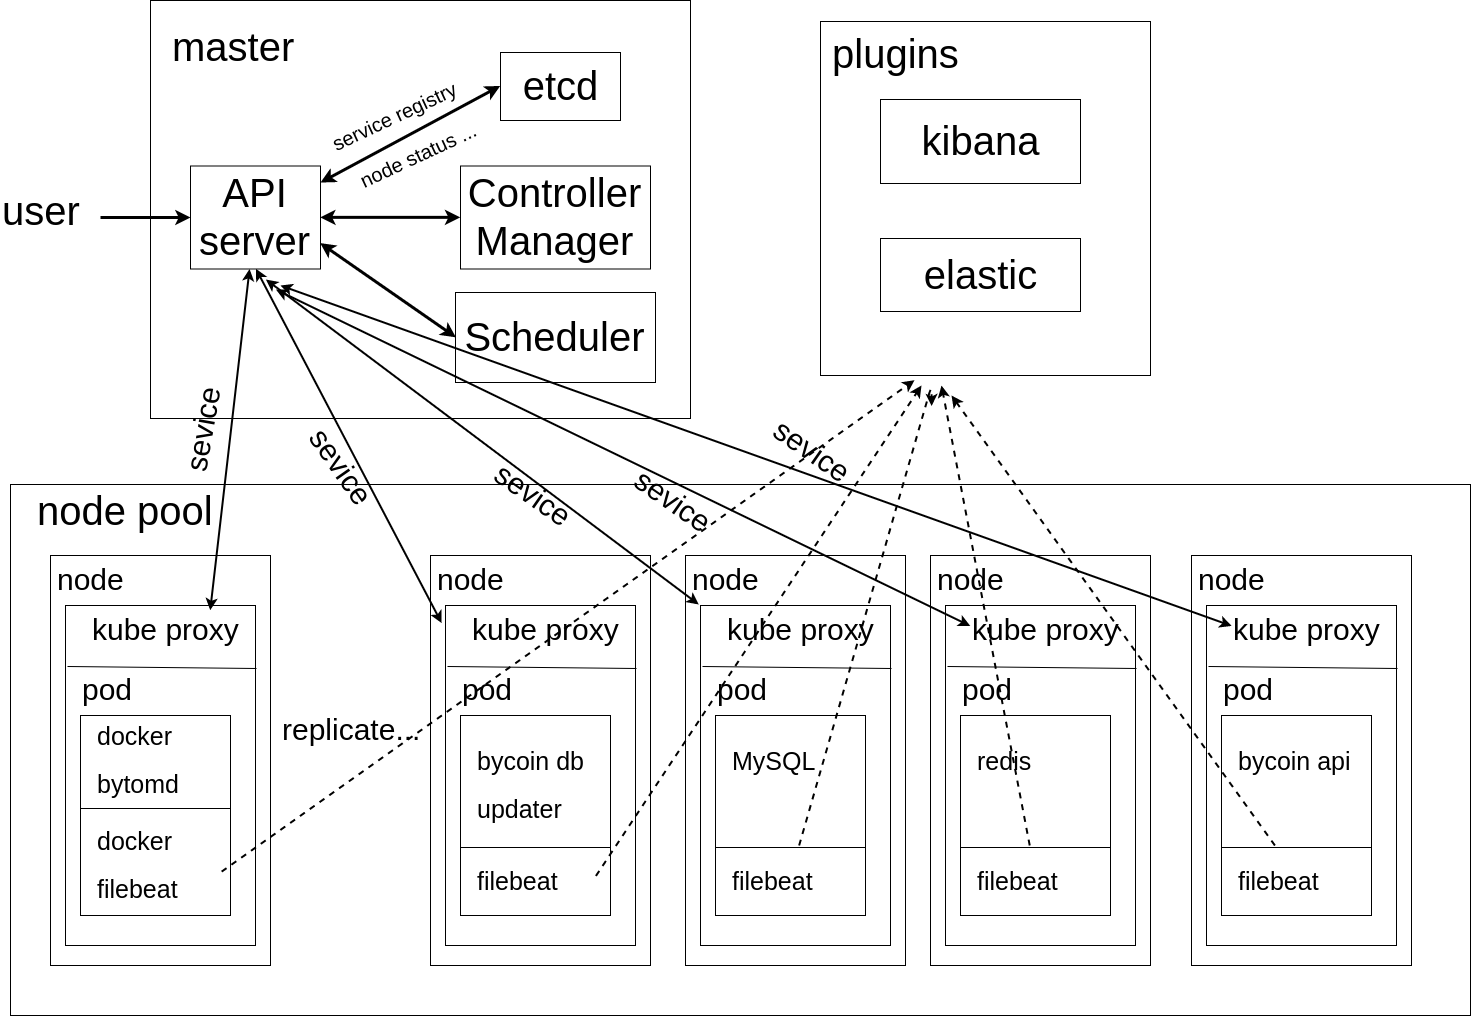 master
etcd
service registry
node status ...
user
API
server
Controller
Manager
Scheduler
plugins
kibana
elastic
sevice
sevice
sevice
sevice
sevice
node pool
node
kube proxy
pod
docker
bytomd
docker
filebeat
replicate...
node
kube proxy
pod
bycoin db
updater
filebeat
node
kube proxy
pod
MySQL
filebeat
node
kube proxy
pod
redis
filebeat
node
kube proxy
pod
bycoin api
filebeat